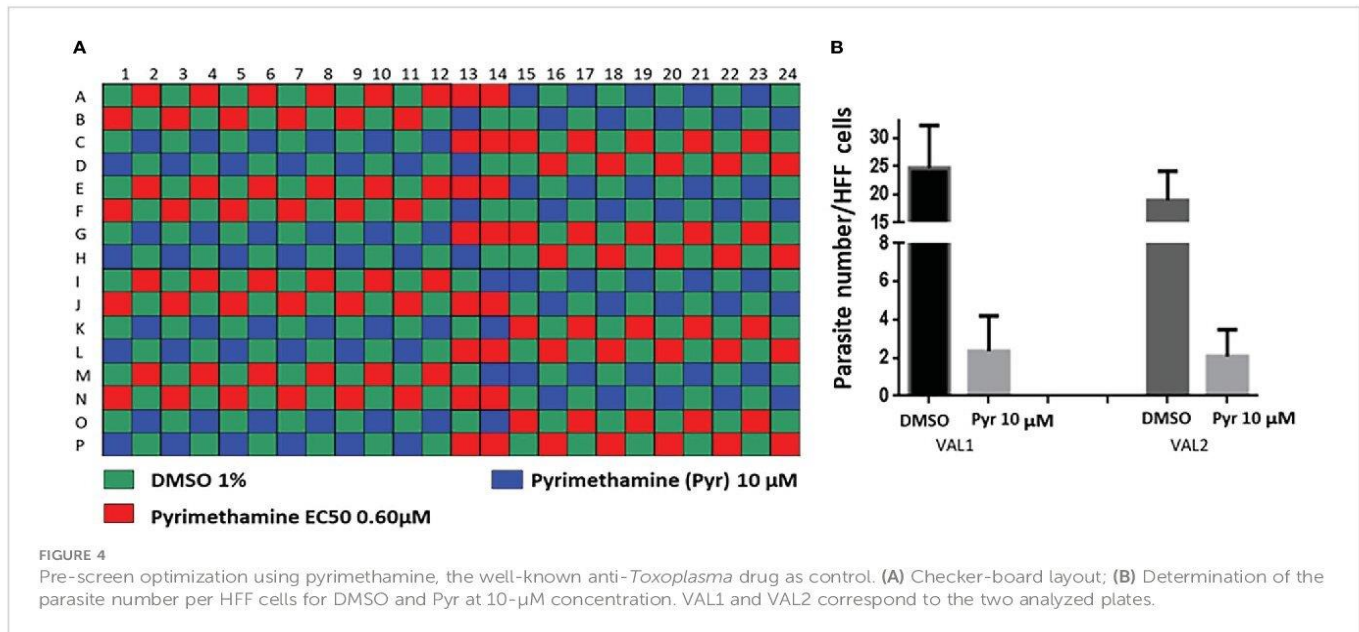 A
1 2 3 4 5 6 7 8 9 10 11 12 13 14 15 16 17 18 19 20 21 22 23 24
A
B
C
D
E
F
G
H
I
J
K
L
M
N
O
P
DMSO 1%
Pyrimethamine (Pyr) 10 µM
Pyrimethamine EC50 0.60µM
B
Parasite number/HFF cells
30
25
20
15
8
6
4
2
0
DMSO Pyr 10 µM DMSO Pyr 10 µM
VAL1 VAL2
FIGURE 4
Pre-screen optimization using pyrimethamine, the well-known anti-Toxoplasma drug as control. (A) Checker-board layout; (B) Determination of the
parasite number per HFF cells for DMSO and Pyr at 10-µM concentration. VAL1 and VAL2 correspond to the two analyzed plates.